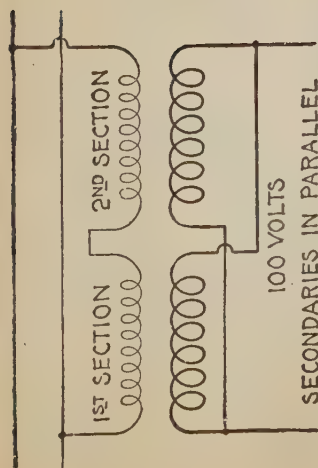 1ST SECTION 2ND SECTION
100 VOLTS
SECONDARIES IN PARALLEL